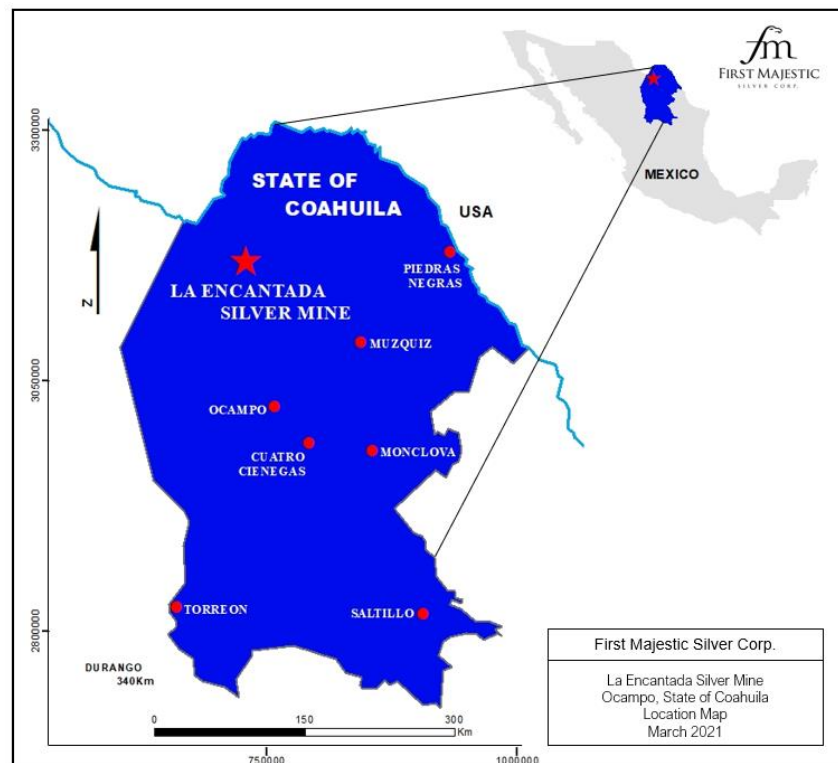 fm
FIRST MAJESTIC
SILVER CORP.
MEXICO
3300000
STATE OF
COAHUILA
USA
PIEDRAS
NEGRAS
LA ENCANTADA
SILVER MINE
N
MUZQUIZ
3050000
OCAMPO
CUATRO
CIENEGAS
MONCLOVA
TORREON
SALTILLO
2800000
DURANGO
340Km
0 150 300
Km
7500000 1000000
First Majestic Silver Corp.
La Encantada Silver Mine
Ocampo, State of Coahuila
Location Map
March 2021